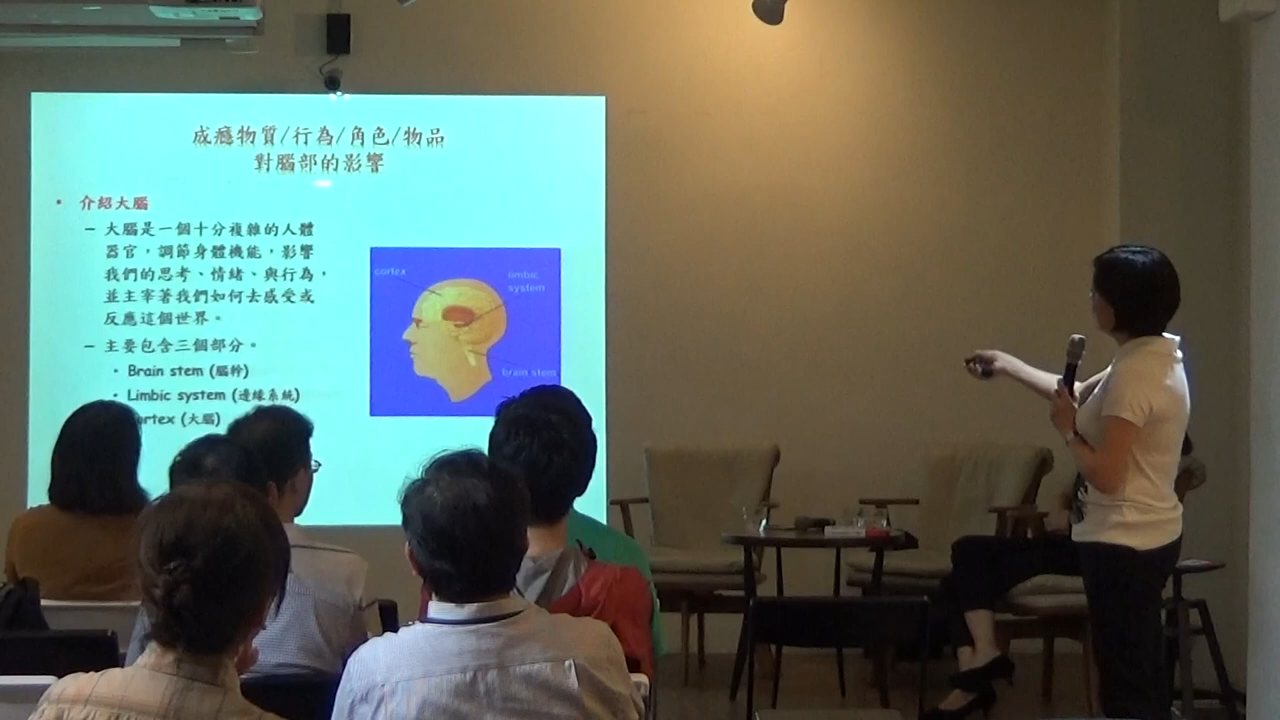 成癮物質/行為/角色/物品
對腦部的影響
• 介紹大腦
– 大腦是一個十分複雜的人體
器官，調節身體機能，影響
我們的思考、情緒、與行為，
並主宰著我們如何去感受或
反應這個世界。
– 主要包含三個部分。
• Brain stem (腦幹)
• Limbic system (邊緣系統)
(大腦)
cortex
limbic
system
brain stem